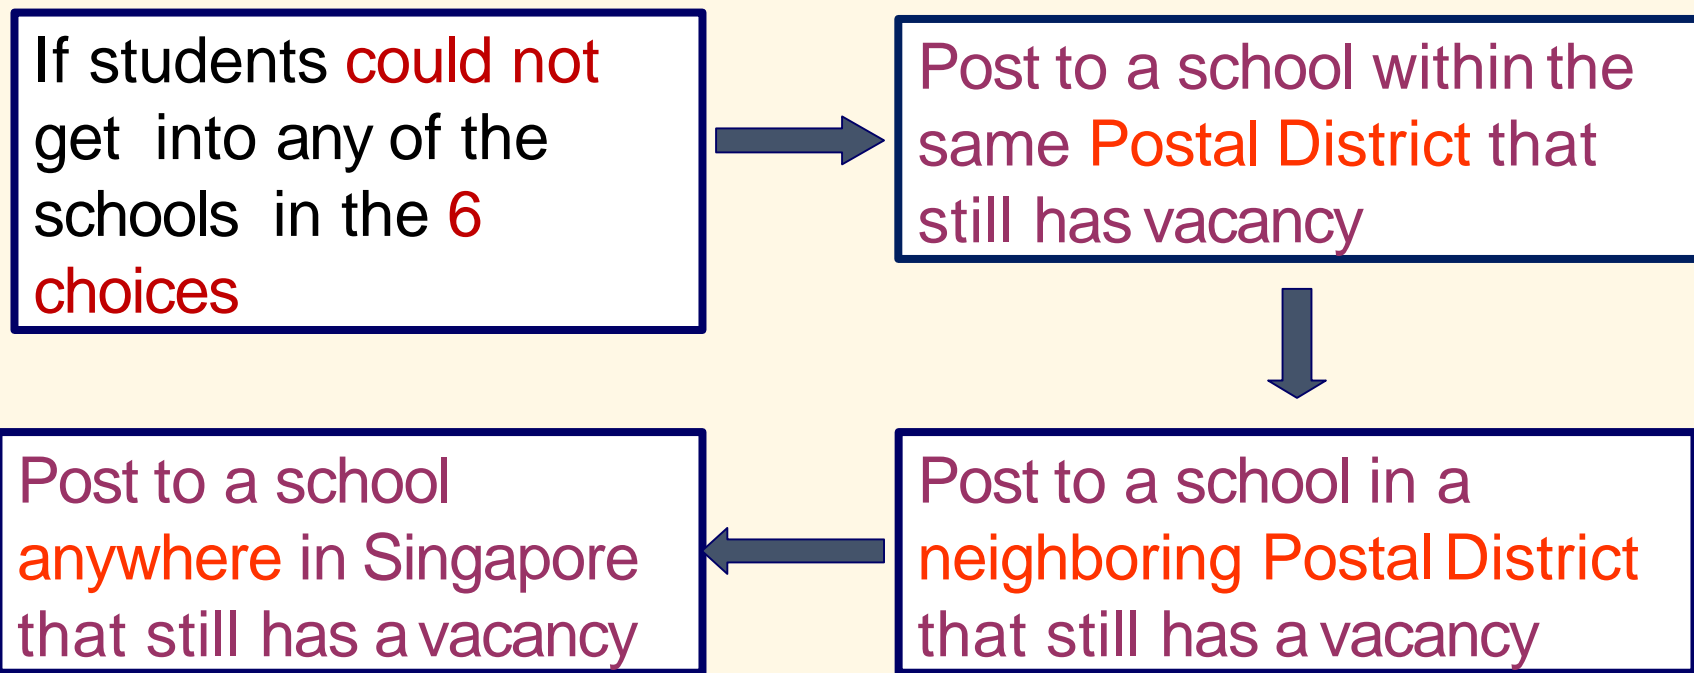 If students could not
get into any of the
schools in the 6
choices
Post to a school within the
same Postal District that
still has vacancy
Post to a school in a
neighboring Postal District
that still has a vacancy
Post to a school
anywhere in Singapore
that still has a vacancy